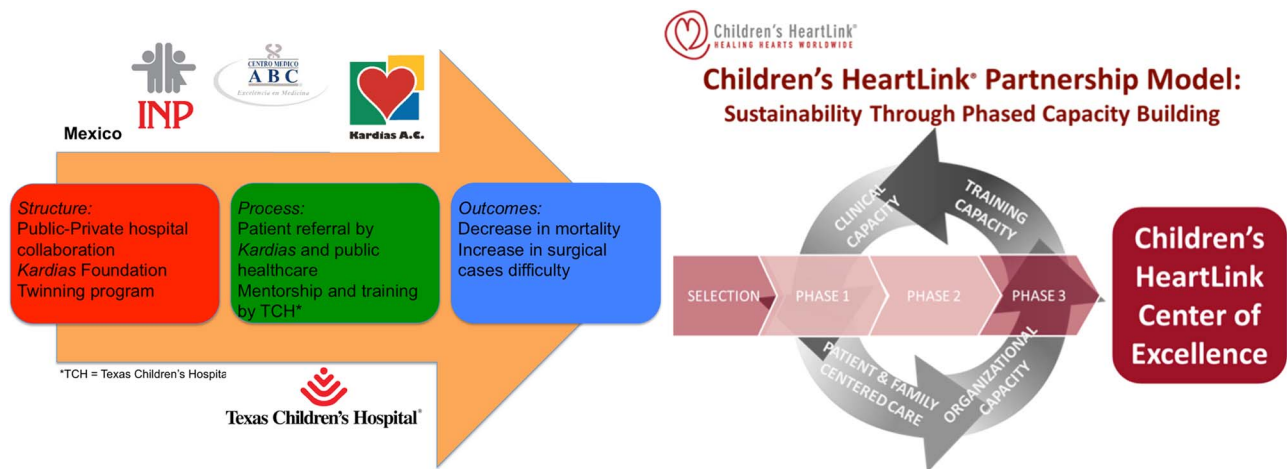 INP
CENTRO MEDICO
ABC
Excelencia en Medicina
Kardias A.C.
Mexico
Structure:
Public-Private hospital
collaboration
Kardias Foundation
Twinning program
Process:
Patient referral by
Kardias and public
healthcare
Mentorship and training
by TCH*
Outcomes:
Decrease in mortality
Increase in surgical
cases difficulty
*TCH = Texas Children's Hospita
Texas Children's Hospital®
Children's HeartLink®
HEALING HEARTS WORLDWIDE
Children's HeartLink® Partnership Model:
Sustainability Through Phased Capacity Building
CLINICAL
CAPACITY
TRAINING
CAPACITY
SELECTION
PHASE 1
PHASE 2
PHASE 3
PATIENT & FAMILY
CENTERED CARE
ORGANIZATIONAL
CAPACITY
Children's
HeartLink
Center of
Excellence